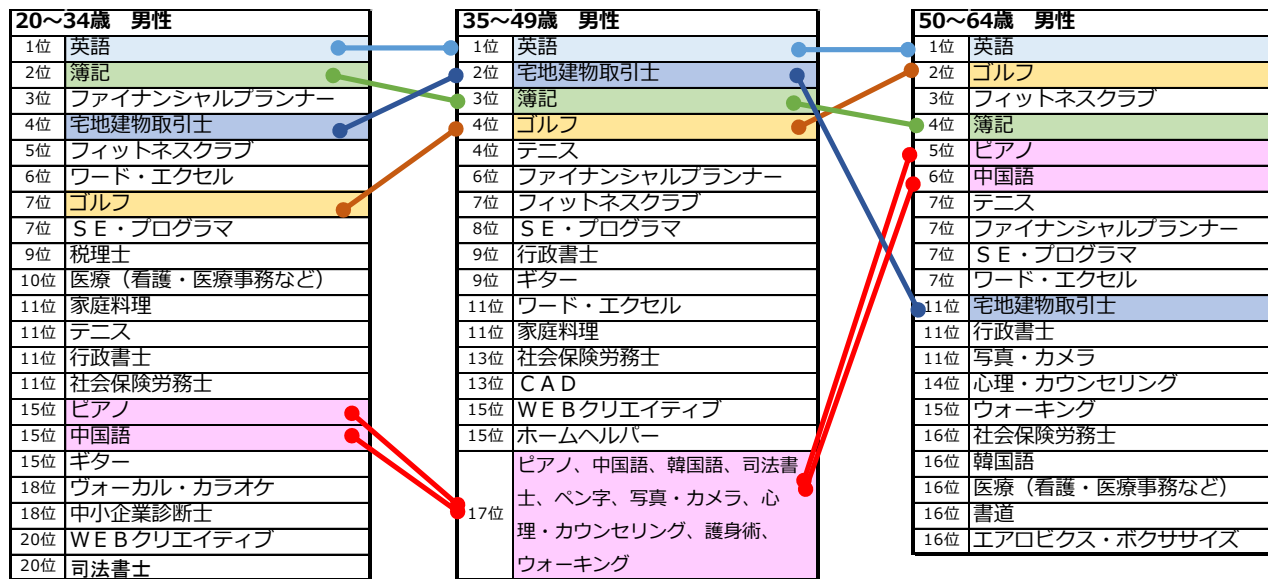 20～34歳　男性
1位 英語
2位 簿記
3位 ファイナンシャルプランナー
4位 宅地建物取引士
5位 フィットネスクラブ
6位 ワード・エクセル
7位 ゴルフ
7位 ＳＥ・プログラマ
9位 税理士
10位 医療（看護・医療事務など）
11位 家庭料理
11位 テニス
11位 行政書士
11位 社会保険労務士
15位 ピアノ
15位 中国語
15位 ギター
18位 ヴォーカル・カラオケ
18位 中小企業診断士
20位 ＷＥＢクリエイティブ
20位 司法書士
35～49歳　男性
1位 英語
2位 宅地建物取引士
3位 簿記
4位 ゴルフ
4位 テニス
6位 ファイナンシャルプランナー
7位 フィットネスクラブ
8位 ＳＥ・プログラマ
9位 行政書士
9位 ギター
11位 ワード・エクセル
11位 家庭料理
13位 社会保険労務士
13位 ＣＡＤ
15位 ＷＥＢクリエイティブ
15位 ホームヘルパー
17位
ピアノ、中国語、韓国語、司法書
士、ペン字、写真・カメラ、心
理・カウンセリング、護身術、
ウォーキング
50～64歳　男性
1位 英語
2位 ゴルフ
3位 フィットネスクラブ
4位 簿記
5位 ピアノ
6位 中国語
7位 テニス
7位 ファイナンシャルプランナー
7位 ＳＥ・プログラマ
7位 ワード・エクセル
11位 宅地建物取引士
11位 行政書士
11位 写真・カメラ
14位 心理・カウンセリング
15位 ウォーキング
16位 社会保険労務士
16位 韓国語
16位 医療（看護・医療事務など）
16位 書道
16位 エアロビクス・ボクササイズ